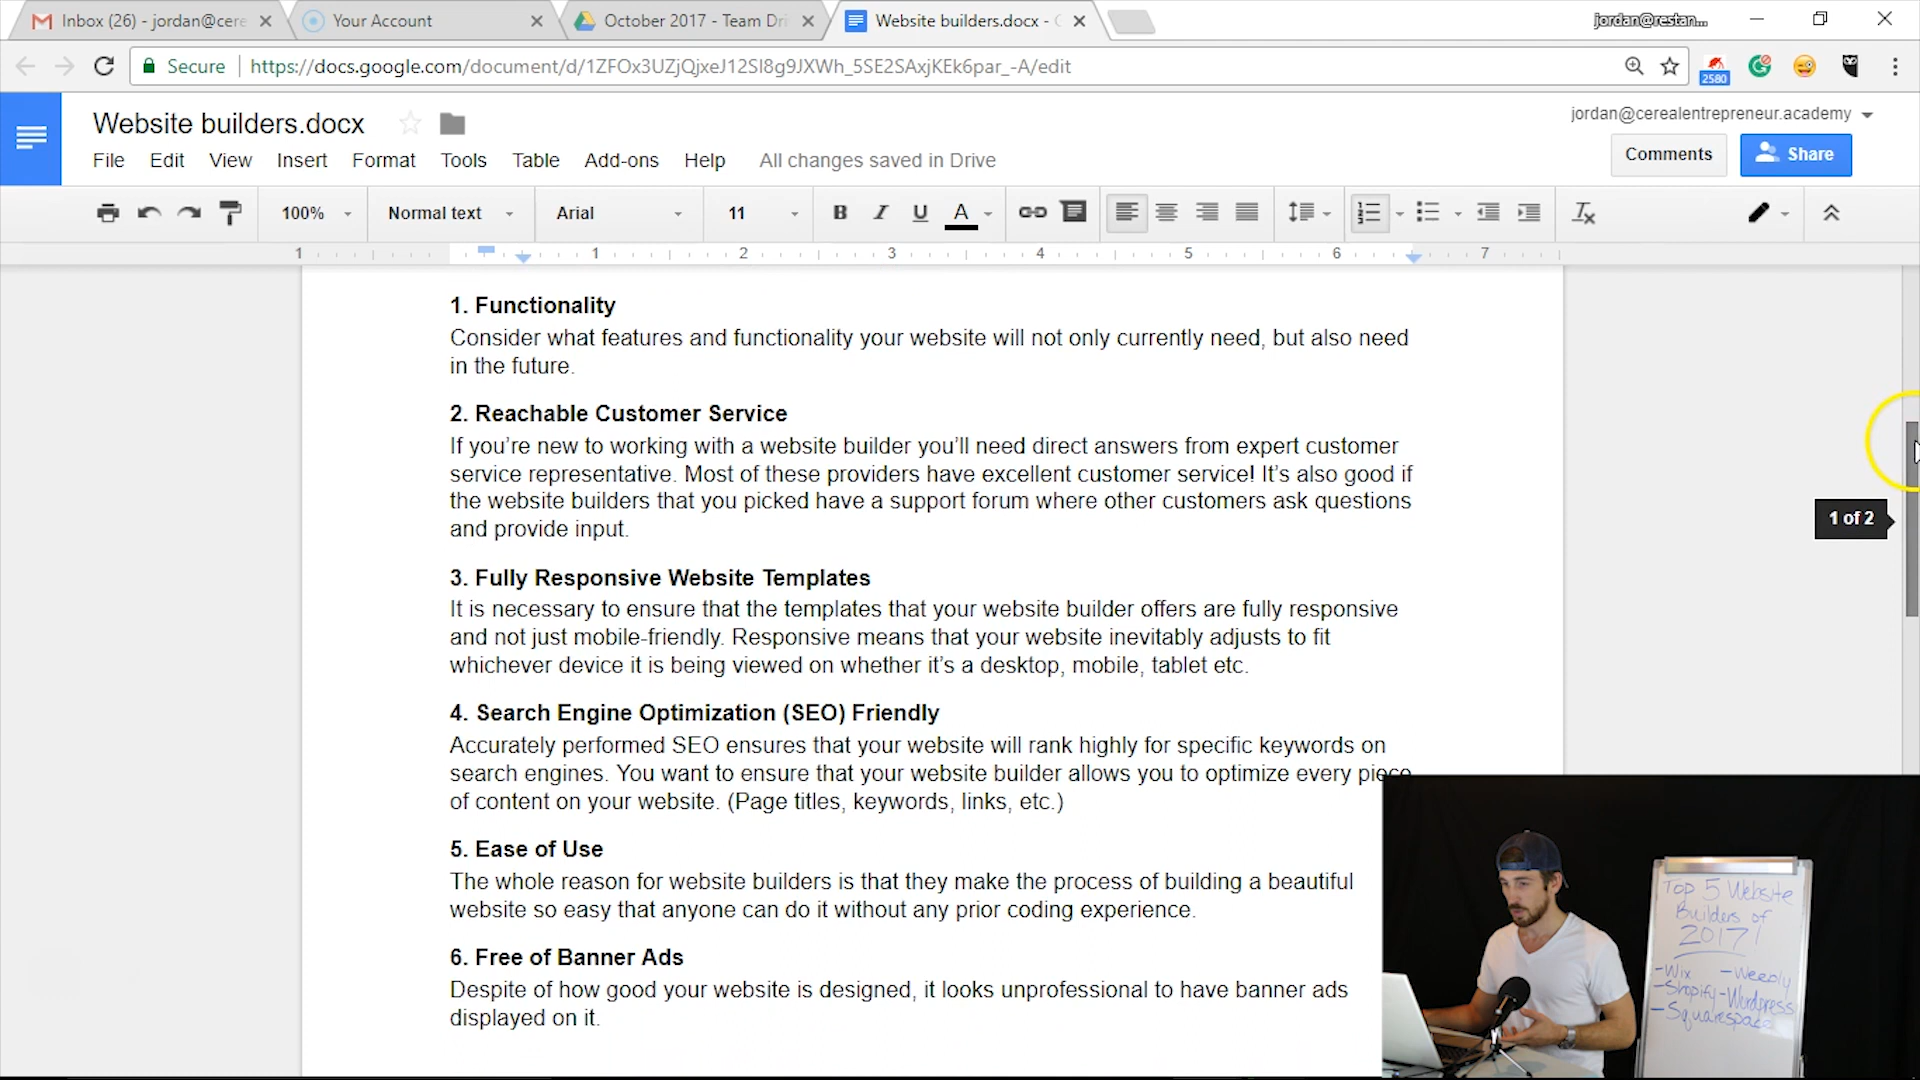 Inbox (26) - jordan@cere
Your Account
October 2017 - Team Dri
Website builders.docx -
jordan@restan...
Secure
https://docs.google.com/document/d/1ZFOx3UZjQjxeJ12Sl8g9JXWh_5SE2SAxjKEk6par_-A/edit
2580
Website builders.docx
jordan@cerealentrepreneur.academy
File Edit View Insert Format Tools Table Add-ons Help All changes saved in Drive
Comments
Share
100% Normal text Arial 11 B I U A
1 1 2 3 4 5 6 7
1. Functionality
Consider what features and functionality your website will not only currently need, but also need
in the future.
2. Reachable Customer Service
If you’re new to working with a website builder you’ll need direct answers from expert customer
service representative. Most of these providers have excellent customer service! It’s also good if
the website builders that you picked have a support forum where other customers ask questions
and provide input.
1 of 2
3. Fully Responsive Website Templates
It is necessary to ensure that the templates that your website builder offers are fully responsive
and not just mobile-friendly. Responsive means that your website inevitably adjusts to fit
whichever device it is being viewed on whether it’s a desktop, mobile, tablet etc.
4. Search Engine Optimization (SEO) Friendly
Accurately performed SEO ensures that your website will rank highly for specific keywords on
search engines. You want to ensure that your website builder allows you to optimize every piece
of content on your website. (Page titles, keywords, links, etc.)
5. Ease of Use
The whole reason for website builders is that they make the process of building a beautiful
website so easy that anyone can do it without any prior coding experience.
6. Free of Banner Ads
Despite of how good your website is designed, it looks unprofessional to have banner ads
displayed on it.
Top 5 Website
Builders of
2017!
- Wix - Weebly
- Shopify - Wordpress
- Squarespace